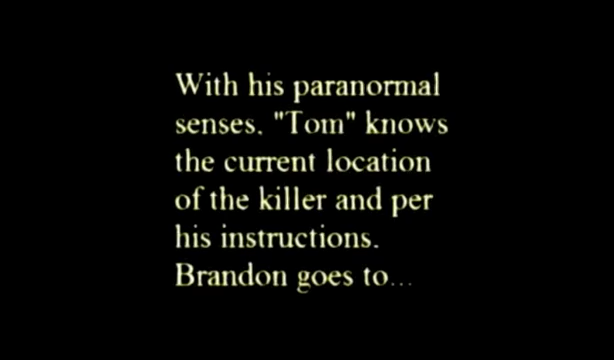 With his paranormal
senses, "Tom" knows
the current location
of the killer and per
his instructions,
Brandon goes to...